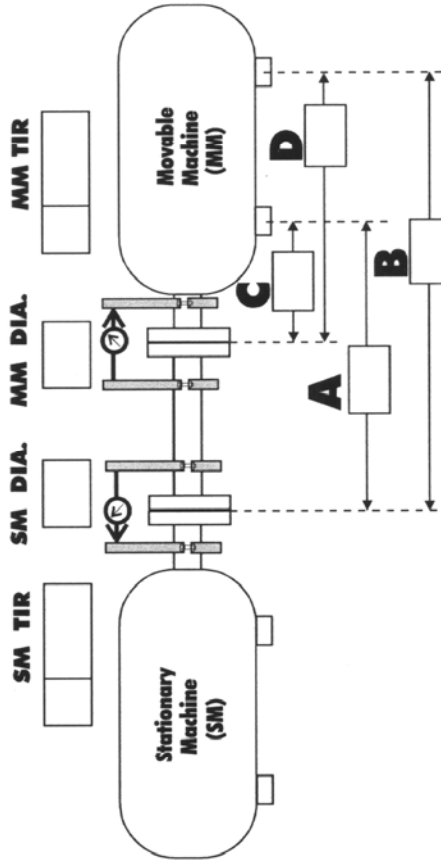 SM TIR
SM DIA.
MM DIA.
MM TIR
Stationary
Machine
(SM)
Movable
Machine
(MM)
C
D
A
B